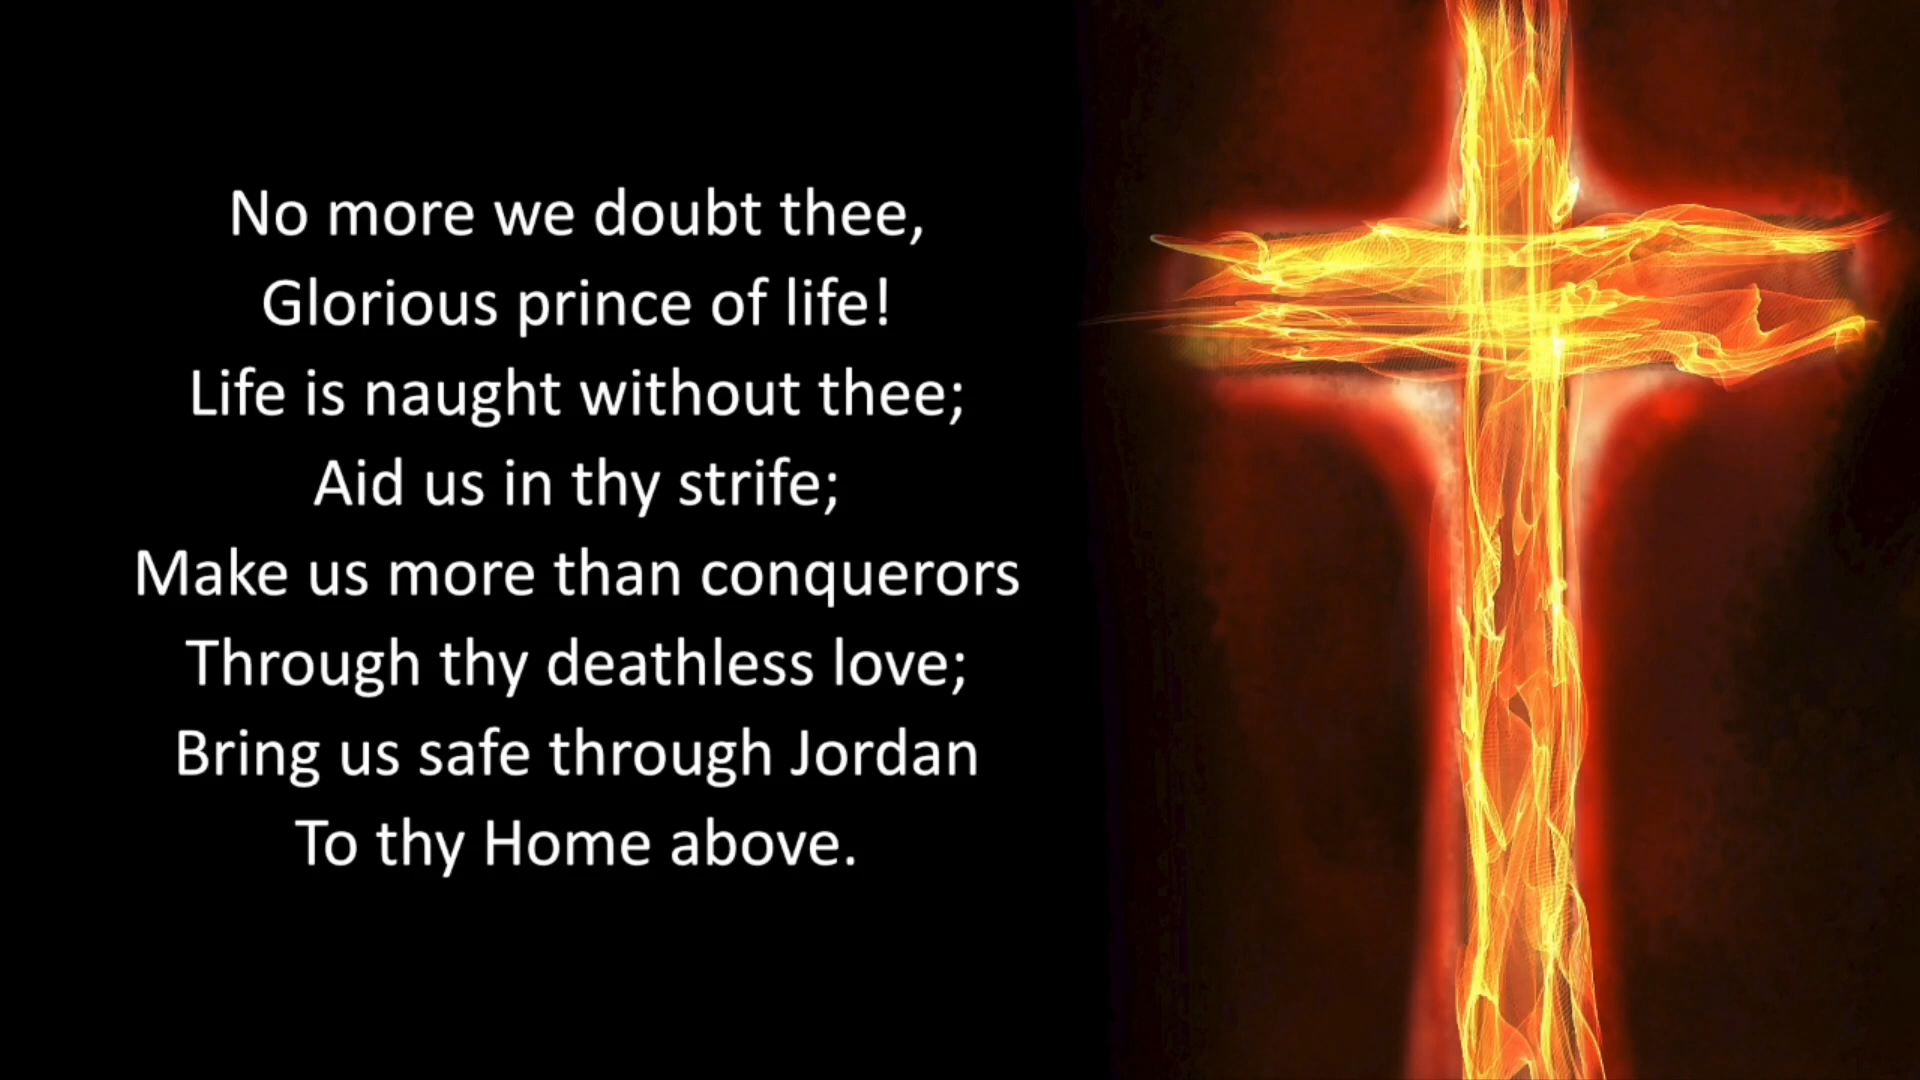 No more we doubt thee,
Glorious prince of life!
Life is naught without thee;
Aid us in thy strife;
Make us more than conquerors
Through thy deathless love;
Bring us safe through Jordan
To thy Home above.